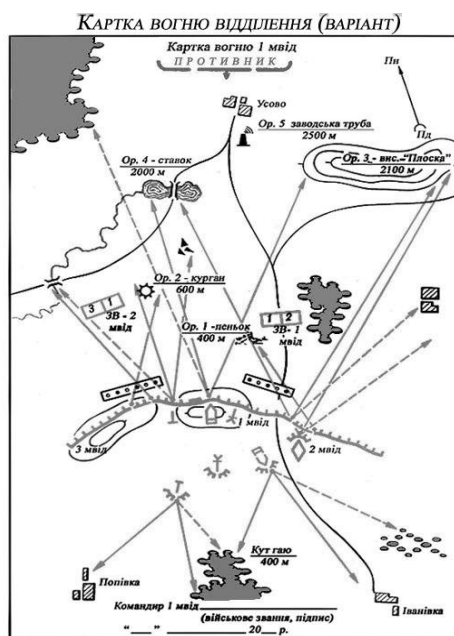 КАРТКА ВОГНЮ ВІДДІЛЕННЯ (ВАРІАНТ)
Картка вогню 1 мвід
ПРОТИВНИК
Пн
Пд
Усово
Ор. 5 заводська труба
2500 м
Ор. 4 - ставок
2000 м
Ор. 3 - вис. "Плоска"
2100 м
Ор. 2 - курган
600 м
3 1
ЗВ - 2
мвід
Ор. 1 -пеньок
400 м
1 2
ЗВ- 1
мвід
1 мвід
3 мвід
2 мвід
Кут гаю
400 м
Попівка
Іванівка
Командир 1 мвід
(військове звання, підпис)
"___" ________ 20__ р.